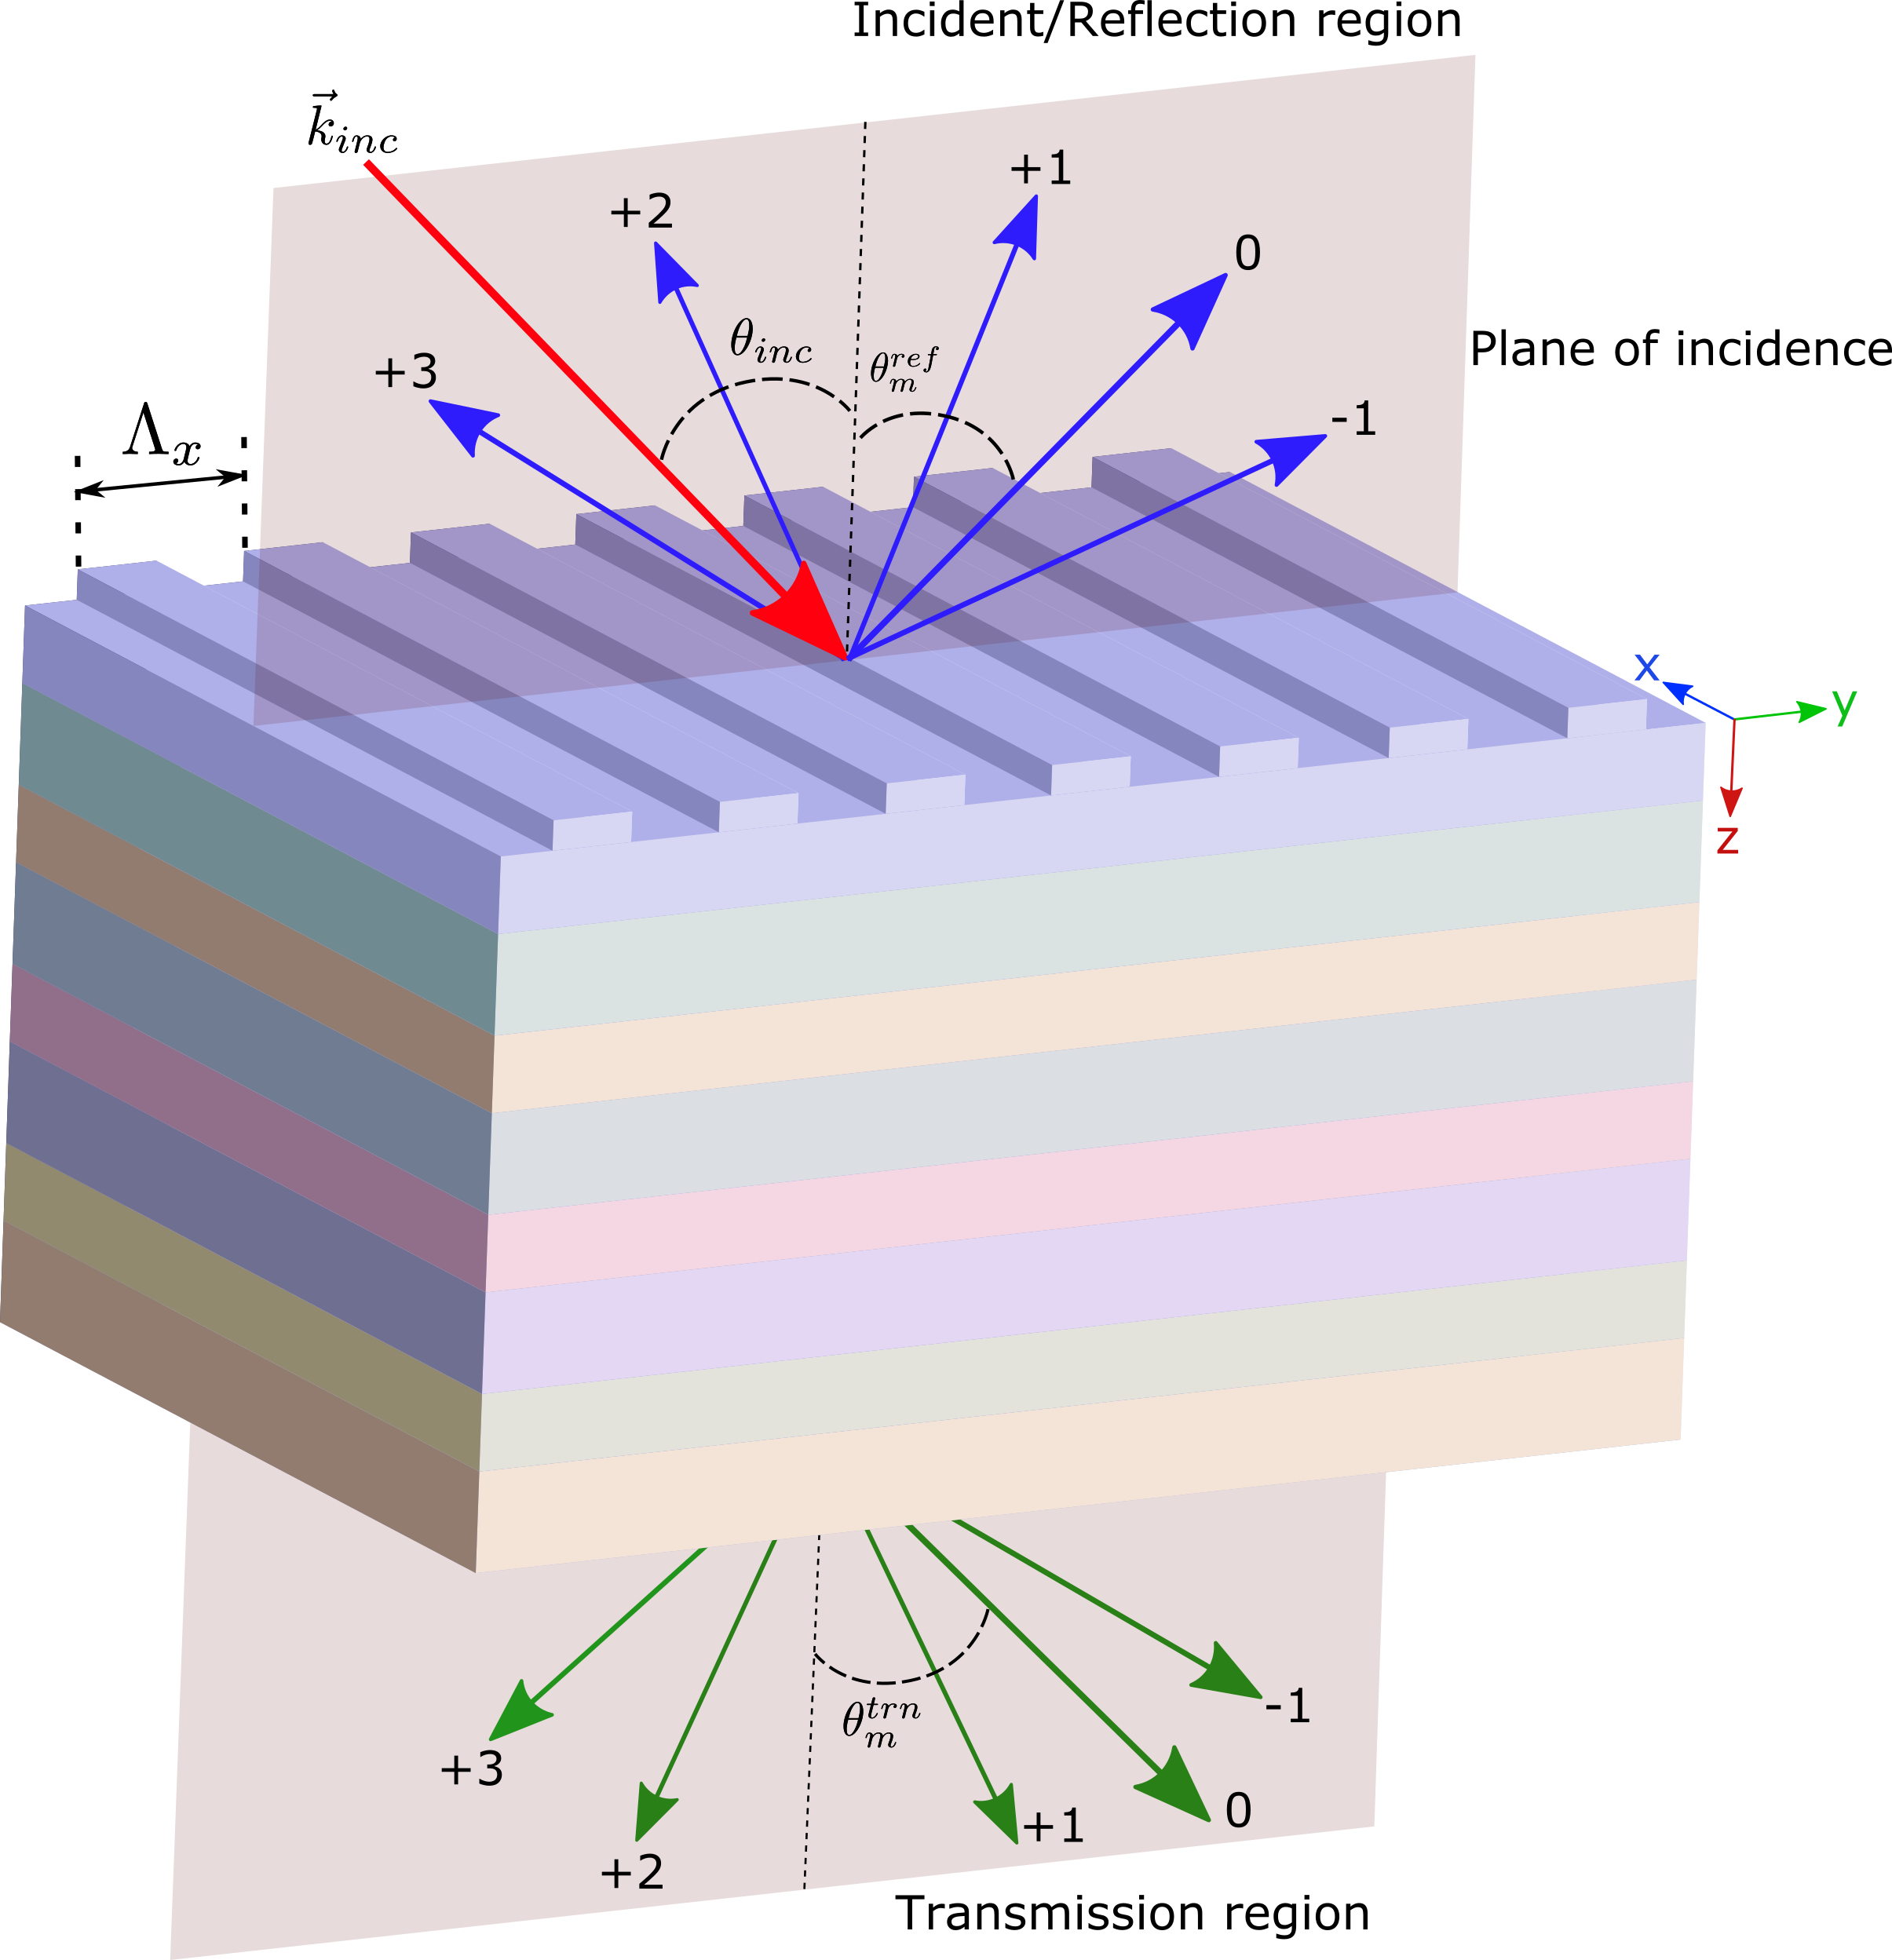 Incident/Reflection region
$\vec{k}_{inc}$
+1
+2
0
$\theta_{inc}$
$\theta_m^{ref}$
Plane of incidence
+3
-1
$\Lambda_x$
x
y
z
-1
$\theta_m^{trn}$
+3
0
+1
+2
Transmission region